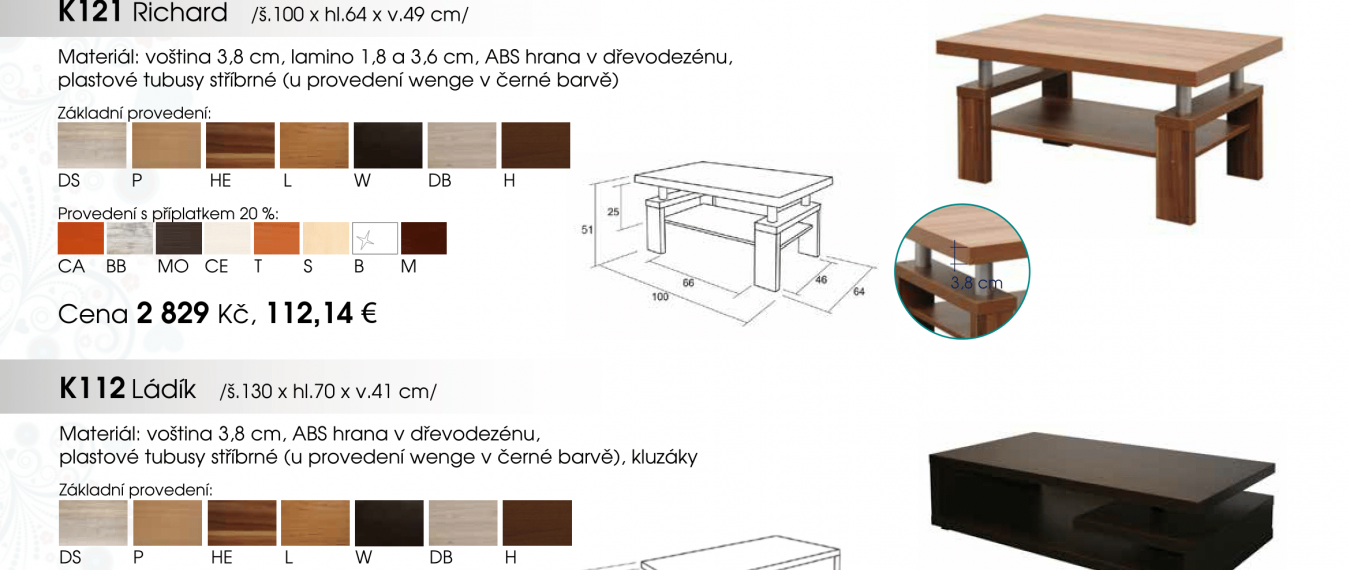 K121 Richard /š.100 x hl.64 x v.49 cm/
Materiál: voština 3,8 cm, lamino 1,8 a 3,6 cm, ABS hrana v dřevodezénu,
plastové tubusy stříbrné (u provedení wenge v černé barvě)
Základní provedení:
DS P HE L W DB H
Provedení s příplatkem 20 %:
CA BB MO CE T S B M
Cena 2 829 Kč, 112,14 €
25
51
66
100
46
64
3,8 cm
K112 Ládík /š.130 x hl.70 x v.41 cm/
Materiál: voština 3,8 cm, ABS hrana v dřevodezénu,
plastové tubusy stříbrné (u provedení wenge v černé barvě), kluzáky
Základní provedení:
DS P HE L W DB H